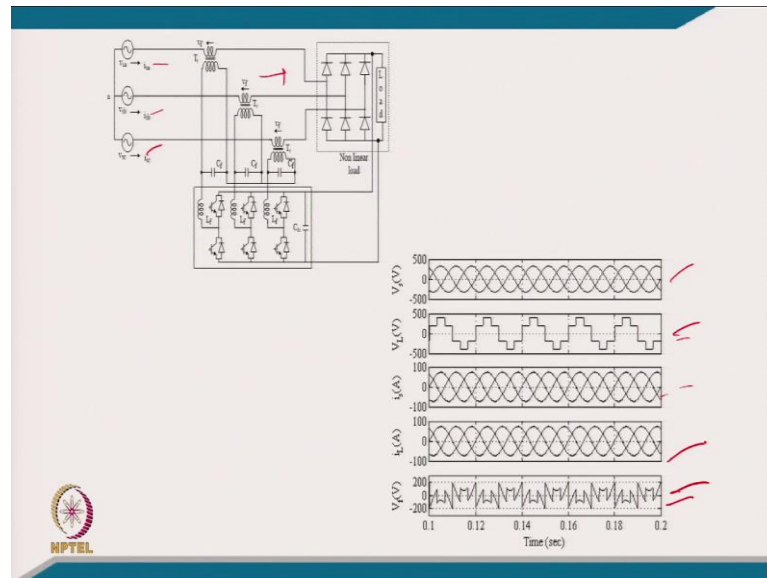 T₁
T₂
Non linear
load
L o a d
C_f C_f C_f
L_f L_f L_f
500
0
-500
V_s(V)
500
0
-500
V_L(V)
100
0
-100
i_s(A)
100
0
-100
i_L(A)
200
0
-200
V_f(V)
0.1 0.12 0.14 0.16 0.18 0.2
Time (sec)
NPTEL